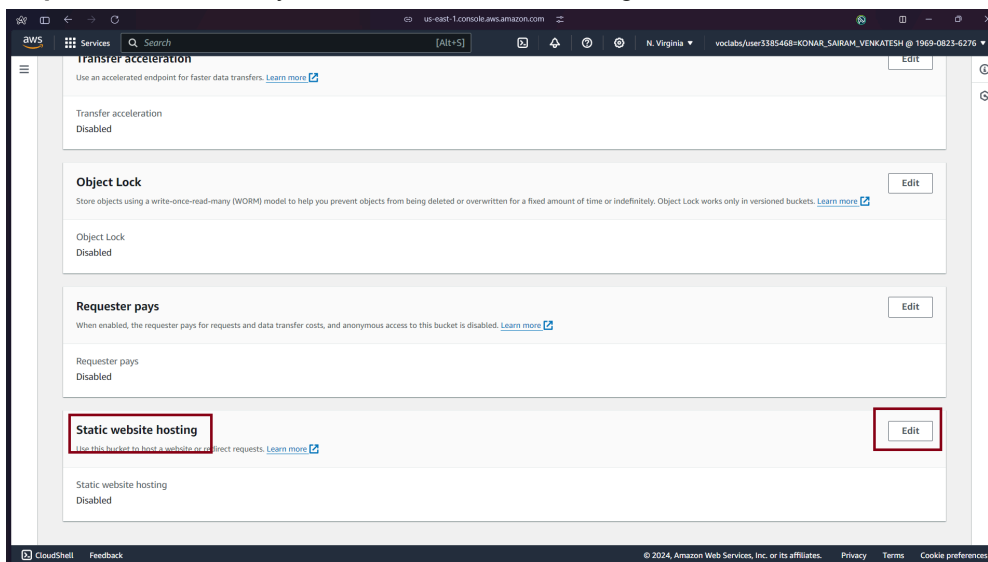 us-east-1.console.aws.amazon.com
aws Services Search [Alt+S] N. Virginia ▼ voclabs/user3385468=KONAR_SAIRAM_VENKATESH @ 1969-0823-6276 ▼
Transfer acceleration Edit
Use an accelerated endpoint for faster data transfers. Learn more
Transfer acceleration
Disabled
Object Lock Edit
Store objects using a write-once-read-many (WORM) model to help you prevent objects from being deleted or overwritten for a fixed amount of time or indefinitely. Object Lock works only in versioned buckets. Learn more
Object Lock
Disabled
Requester pays Edit
When enabled, the requester pays for requests and data transfer costs, and anonymous access to this bucket is disabled. Learn more
Requester pays
Disabled
Static website hosting Edit
Use this bucket to host a website or redirect requests. Learn more
Static website hosting
Disabled
CloudShell Feedback © 2024, Amazon Web Services, Inc. or its affiliates. Privacy Terms Cookie preferences